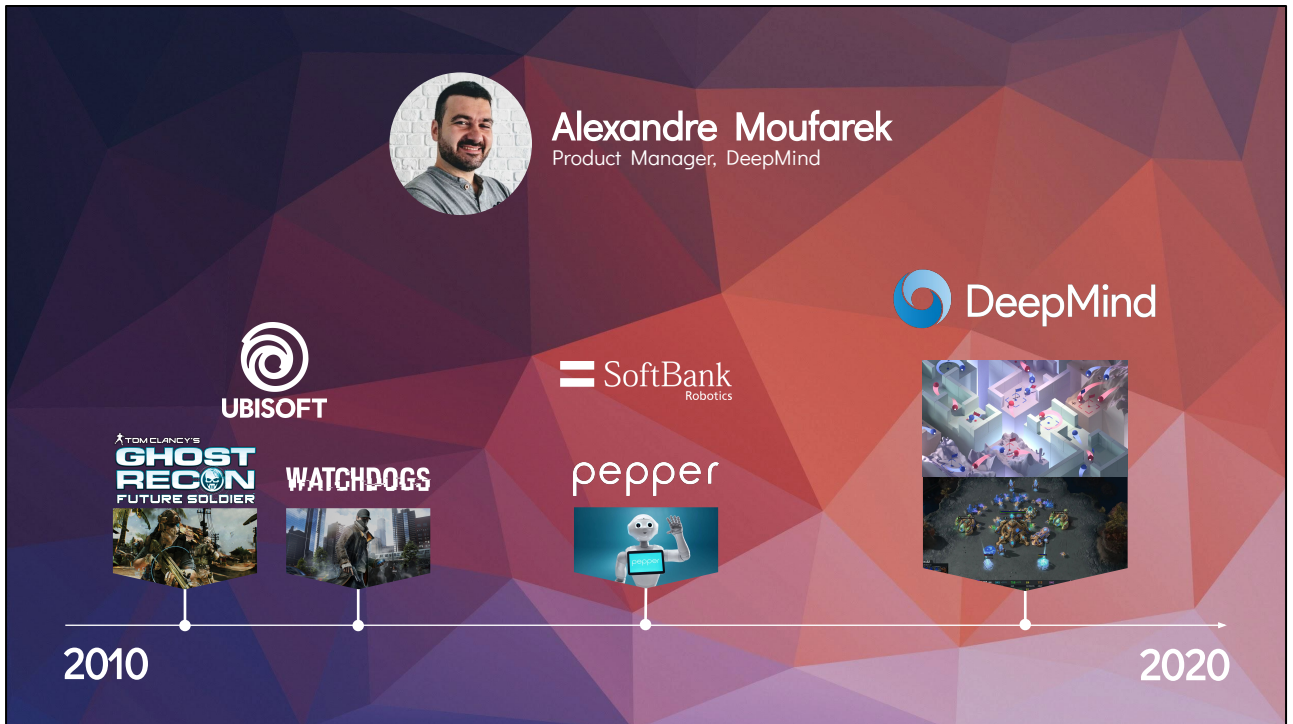 Alexandre Moufarek
Product Manager, DeepMind
DeepMind
UBISOFT
SoftBank
Robotics
TOM CLANCY'S
GHOST
RECON
FUTURE SOLDIER
WATCHDOGS
pepper
pepper
2010
2020